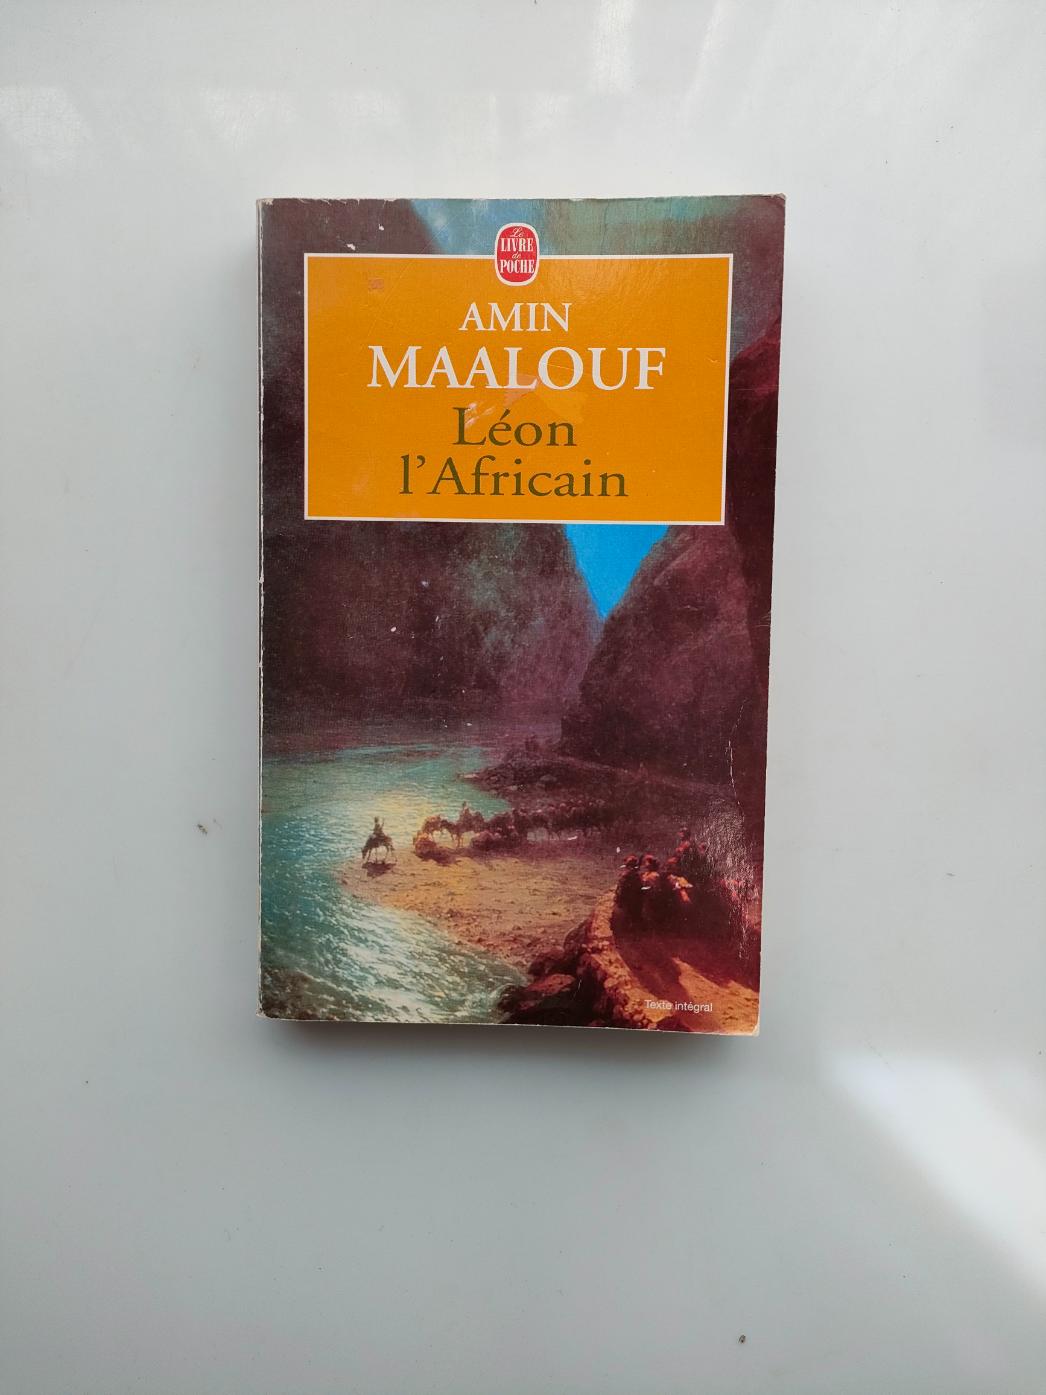 Le
LIVRE
de
POCHE
AMIN
MAALOUF
Léon
l'Africain
Texte intégral